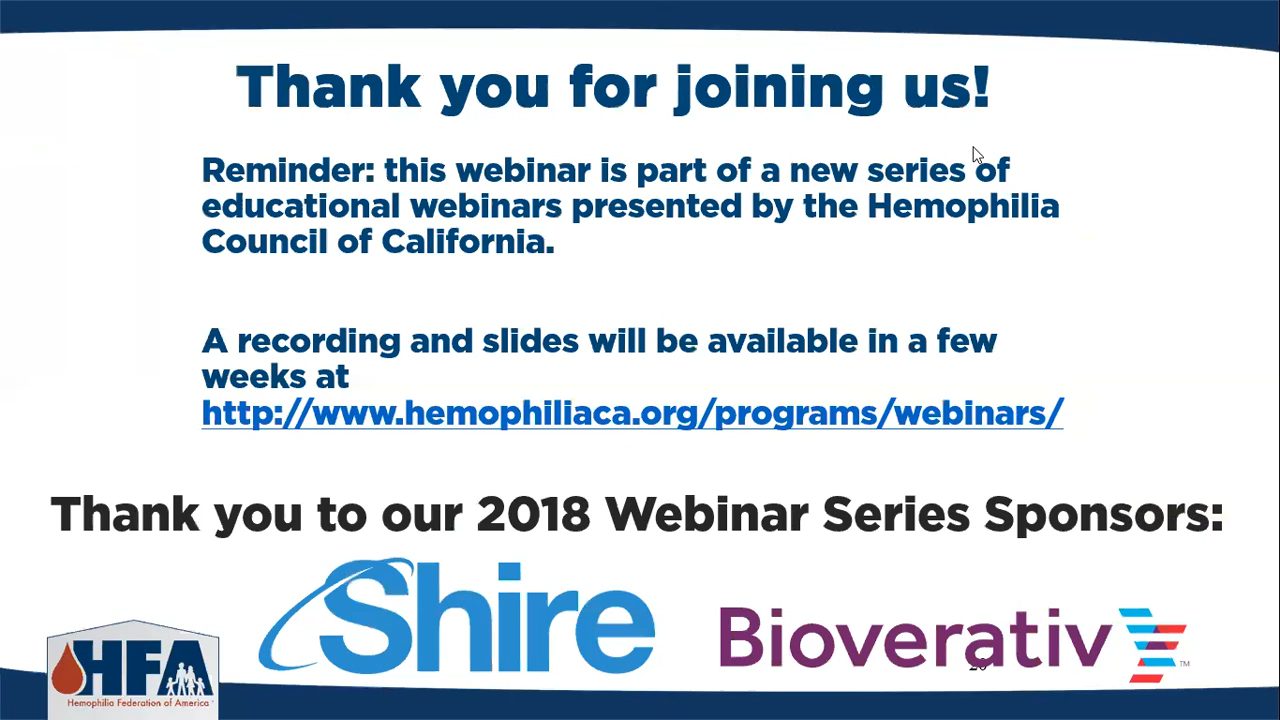 Thank you for joining us!
Reminder: this webinar is part of a new series of
educational webinars presented by the Hemophilia
Council of California.
A recording and slides will be available in a few
weeks at
http://www.hemophiliaca.org/programs/webinars/
Thank you to our 2018 Webinar Series Sponsors:
Shire
Bioverativ ™
HFA
Hemophilia Federation of America